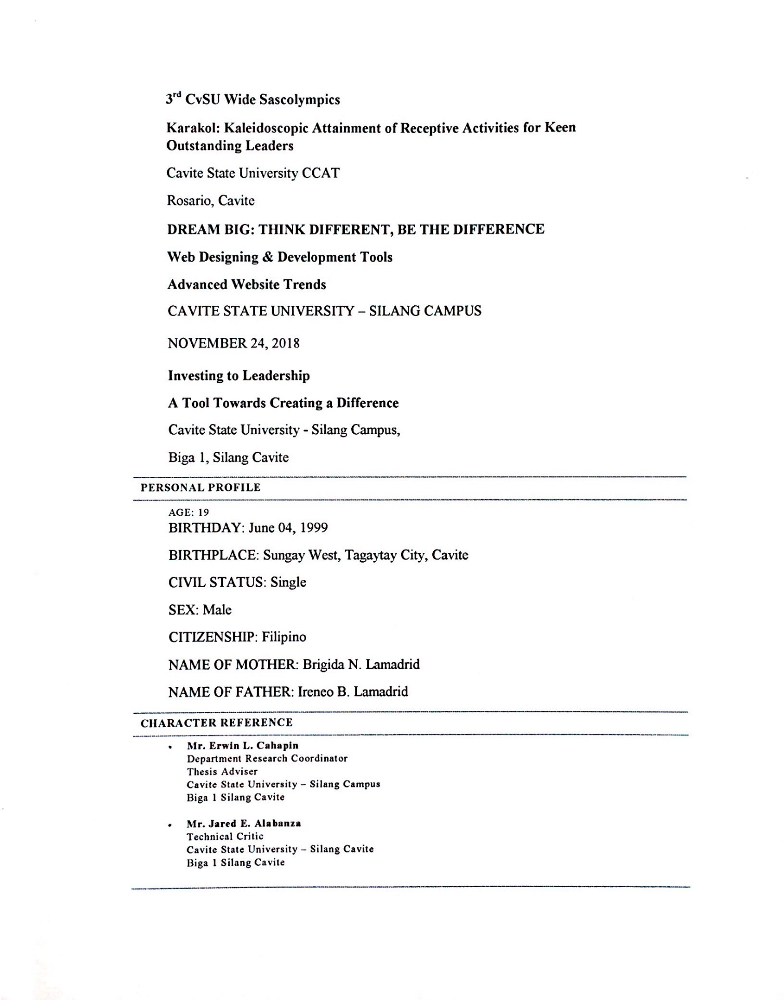 3rd CvSU Wide Sascolympics
Karakol: Kaleidoscopic Attainment of Receptive Activities for Keen
Outstanding Leaders
Cavite State University CCAT
Rosario, Cavite
DREAM BIG: THINK DIFFERENT, BE THE DIFFERENCE
Web Designing & Development Tools
Advanced Website Trends
CAVITE STATE UNIVERSITY – SILANG CAMPUS
NOVEMBER 24, 2018
Investing to Leadership
A Tool Towards Creating a Difference
Cavite State University - Silang Campus,
Biga 1, Silang Cavite
PERSONAL PROFILE
AGE: 19
BIRTHDAY: June 04, 1999
BIRTHPLACE: Sungay West, Tagaytay City, Cavite
CIVIL STATUS: Single
SEX: Male
CITIZENSHIP: Filipino
NAME OF MOTHER: Brigida N. Lamadrid
NAME OF FATHER: Ireneo B. Lamadrid
CHARACTER REFERENCE
• Mr. Erwin L. Cahapin
Department Research Coordinator
Thesis Adviser
Cavite State University – Silang Campus
Biga 1 Silang Cavite
• Mr. Jared E. Alabanza
Technical Critic
Cavite State University – Silang Cavite
Biga 1 Silang Cavite